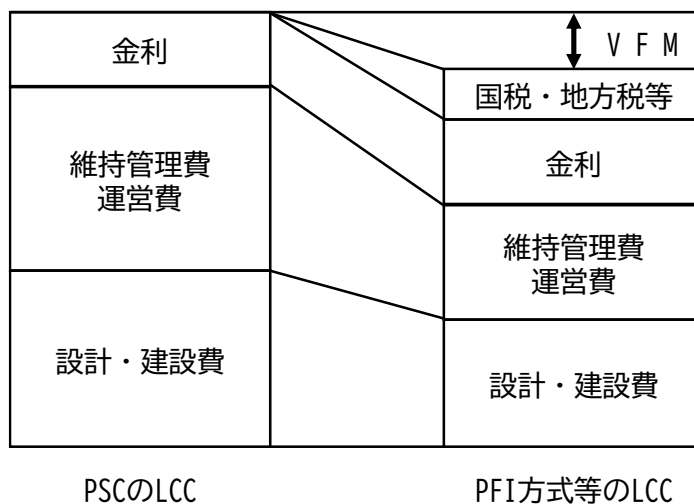 金利
維持管理費
運営費
設計・建設費
VFM
国税・地方税等
金利
維持管理費
運営費
設計・建設費
PSCのLCC
PFI方式等のLCC